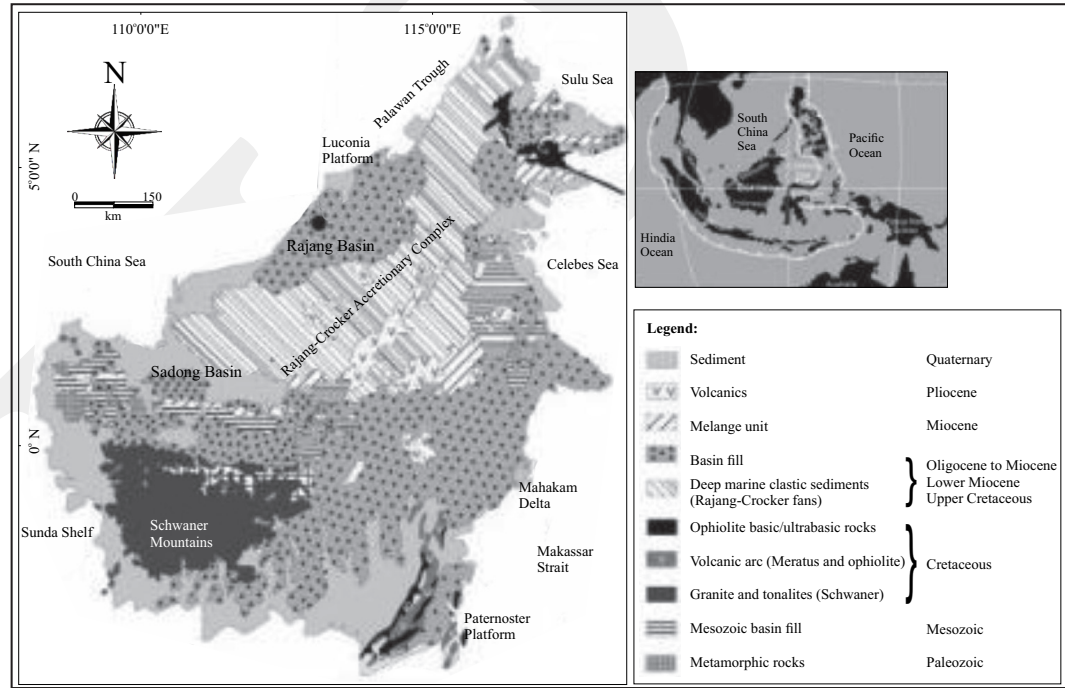 110°0'0"E
115°0'0"E
N
5°0'0" N
0° N
0 150
km
Palawan Trough
Sulu Sea
Luconia
Platform
Rajang Basin
South China Sea
Celebes Sea
Rajang-Crocker Accretionary Complex
Sadong Basin
Mahakam
Delta
Sunda Shelf
Schwaner
Mountains
Makassar
Strait
Paternoster
Platform
South
China
Sea
Pacific
Ocean
Hindia
Ocean
Legend:
Sediment Quaternary
Volcanics Pliocene
Melange unit Miocene
Basin fill
Deep marine clastic sediments
(Rajang-Crocker fans)
Oligocene to Miocene
Lower Miocene
Upper Cretaceous
Ophiolite basic/ultrabasic rocks
Volcanic arc (Meratus and ophiolite)
Granite and tonalites (Schwaner)
Cretaceous
Mesozoic basin fill Mesozoic
Metamorphic rocks Paleozoic